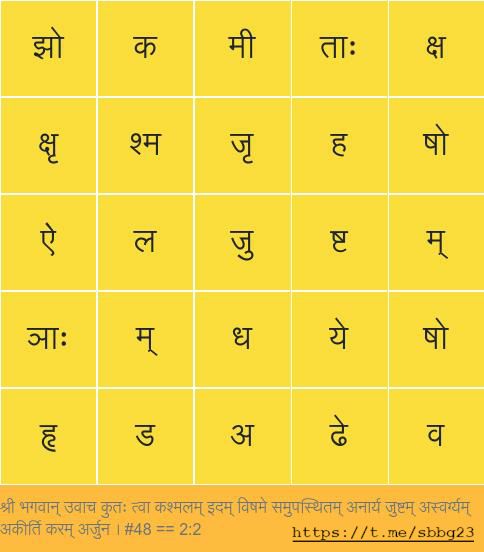 झो क मी ताः क्ष
क्षृ श्म जृ ह षो
ऐ ल जु ष्ट म्
ञाः म् ध ये षो
हृ ड अ ढे व
श्री भगवान् उवाच कुतः त्वा कश्मलम् इदम् विषमे समुपस्थितम् अनार्य जुष्टम् अस्वर्ग्यम्
अकीर्ति करम् अर्जुन । #48 == 2:2 https://t.me/sbbg23